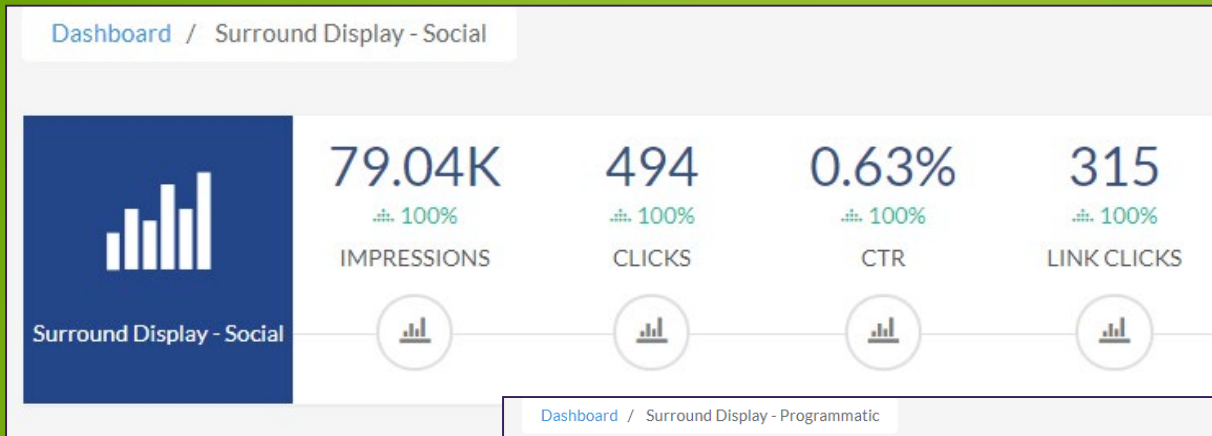 Dashboard / Surround Display - Social
79.04K 494 0.63% 315
100% 100% 100% 100%
IMPRESSIONS CLICKS CTR LINK CLICKS
Surround Display - Social
Dashboard / Surround Display - Programmatic